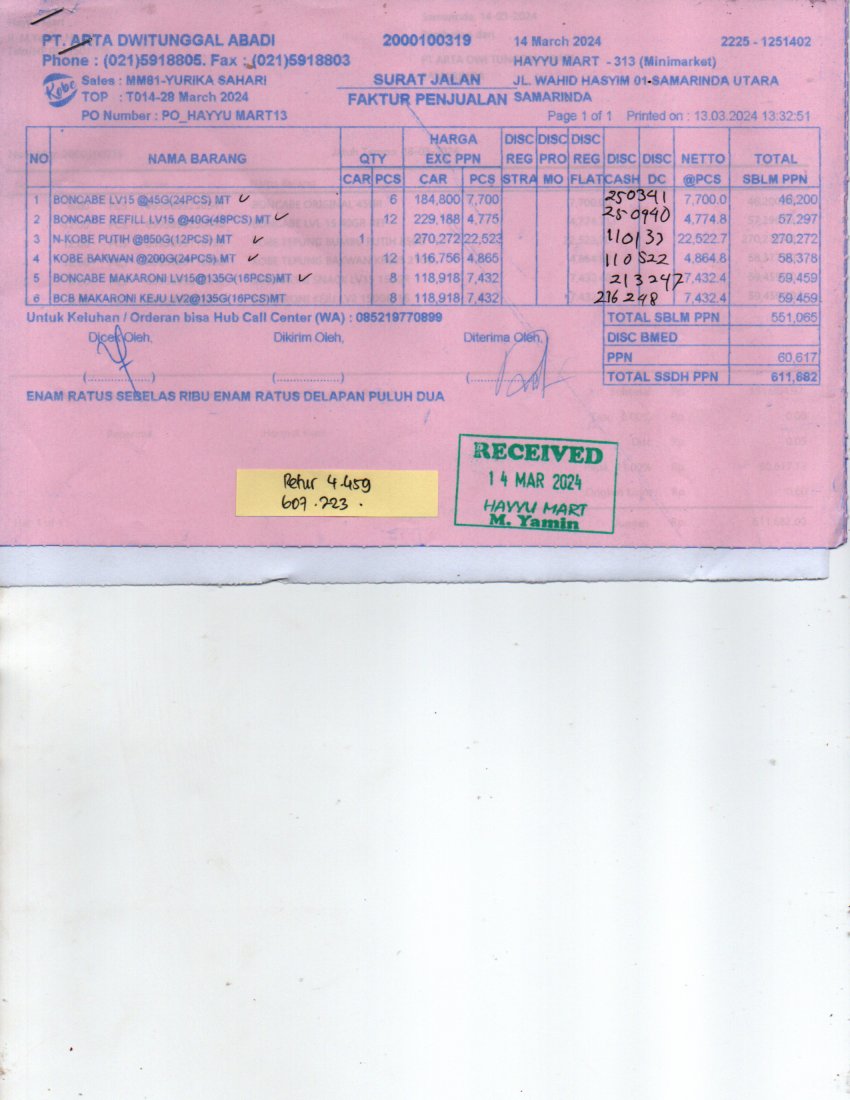 PT. ARTA DWITUNGGAL ABADI 2000100319 14 March 2024 2225 - 1251402
Phone : (021)5918805. Fax : (021)5918803 HAYYU MART - 313 (Minimarket)
Kobe Sales : MM81-YURIKA SAHARI SURAT JALAN JL. WAHID HASYIM 01-SAMARINDA UTARA
TOP : T014-28 March 2024 FAKTUR PENJUALAN SAMARINDA
PO Number : PO_HAYYU MART13 Page 1 of 1 Printed on : 13.03.2024 13:32:51
HARGA DISC DISC DISC
NO NAMA BARANG QTY EXC PPN REG PRO REG DISC DISC NETTO TOTAL
CAR PCS CAR PCS STRA MO FLAT CASH DC @PCS SBLM PPN
1 BONCABE LV15 @45G(24PCS) MT ✓ 6 184,800 7,700 250341 7,700.0 46,200
2 BONCABE REFILL LV15 @40G(48PCS) MT ✓ 12 229,188 4,775 250940 4,774.8 57,297
3 N-KOBE PUTIH @850G(12PCS) MT ✓ 1 270,272 22,523 110133 22,522.7 270,272
4 KOBE BAKWAN @200G(24PCS) MT ✓ 12 116,756 4,865 110522 4,864.8 58,378
5 BONCABE MAKARONI LV15@135G(16PCS)MT ✓ 8 118,918 7,432 213247 7,432.4 59,459
6 BCB MAKARONI KEJU LV2@135G(16PCS)MT 8 118,918 7,432 216248 7,432.4 59,459
Untuk Keluhan / Orderan bisa Hub Call Center (WA) : 085219770899 TOTAL SBLM PPN 551,065
Dicek Oleh, Dikirim Oleh, Diterima Oleh, DISC BMED
PPN 60,617
(..................) (..................) (.......... TOTAL SSDH PPN 611,682
ENAM RATUS SEBELAS RIBU ENAM RATUS DELAPAN PULUH DUA
RECEIVED
14 MAR 2024
HAYYU MART
M. Yamin
Retur 4.459
607.223.